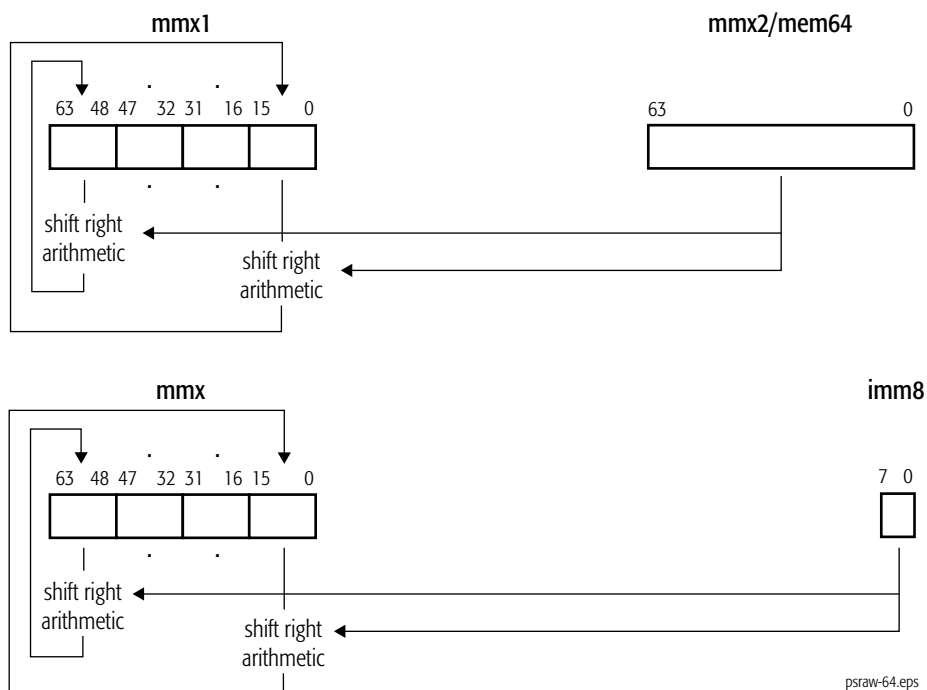 mmx1 mmx2/mem64
. .
63 48 47 32 31 16 15 0 63 0
. .
shift right
arithmetic
shift right
arithmetic
mmx imm8
. .
63 48 47 32 31 16 15 0 7 0
. .
shift right
arithmetic
shift right
arithmetic
psraw-64.eps